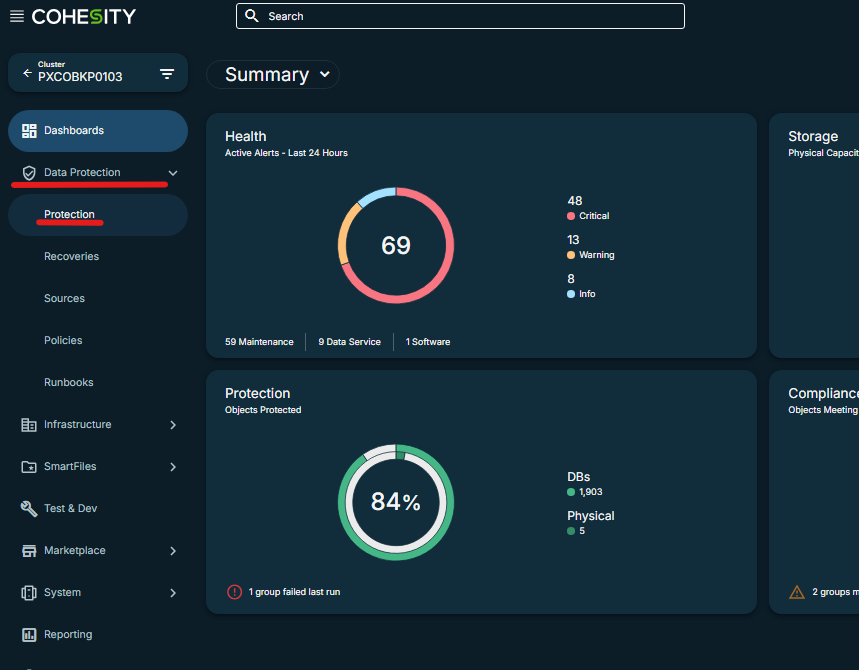 COHESITY
Search
Cluster
PXCOBKP0103
Summary
Dashboards
Data Protection
Protection
Recoveries
Sources
Policies
Runbooks
Infrastructure
SmartFiles
Test & Dev
Marketplace
System
Reporting
Health
Active Alerts - Last 24 Hours
69
48
Critical
13
Warning
8
Info
59 Maintenance
9 Data Service
1 Software
Storage
Physical Capacit
Protection
Objects Protected
84%
DBs
1,903
Physical
5
1 group failed last run
Compliance
Objects Meeting
2 groups m